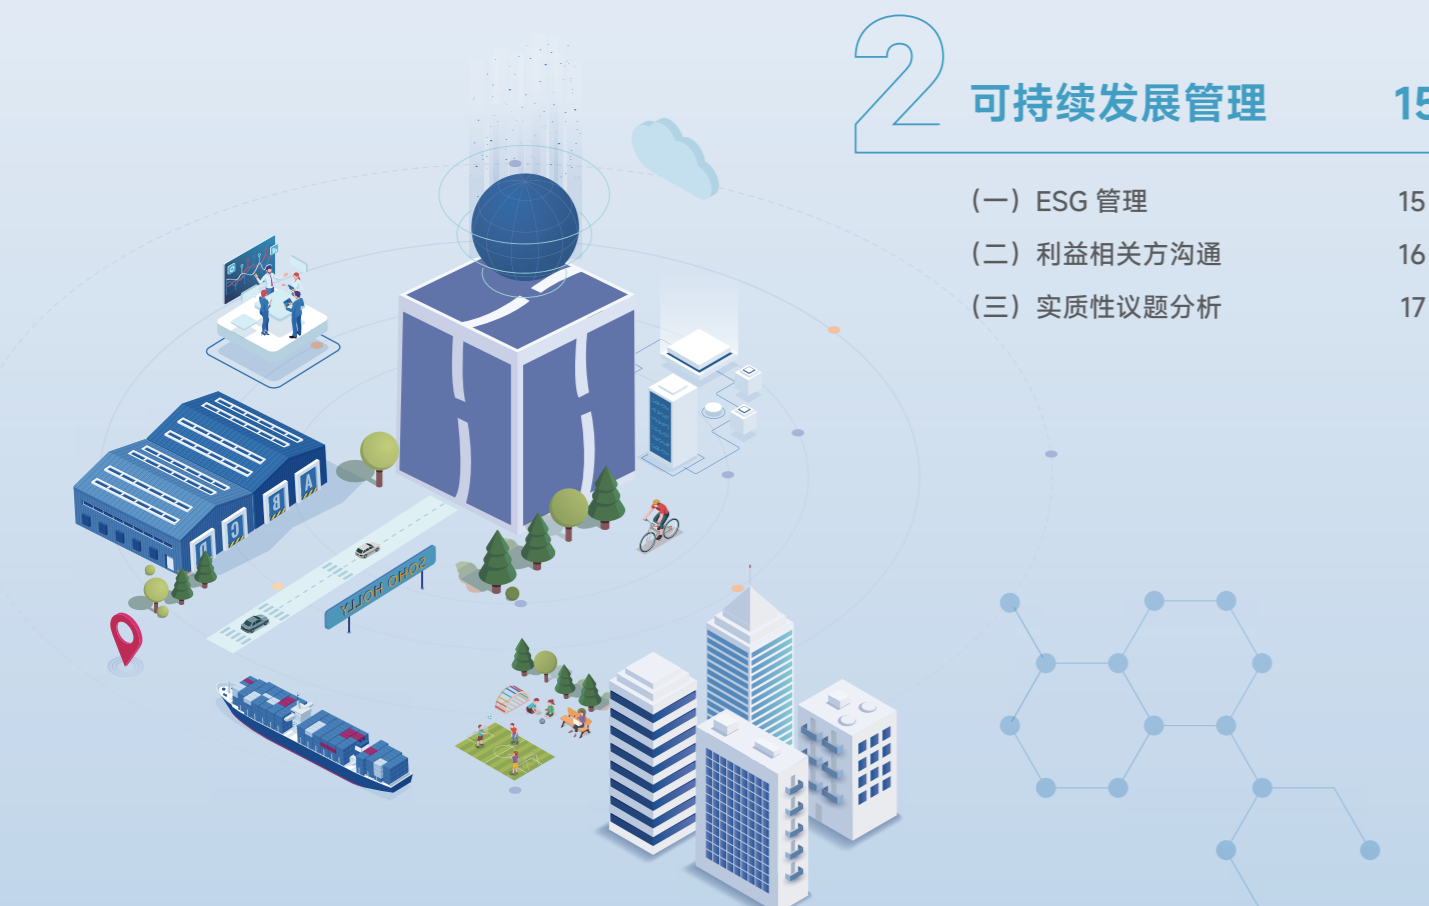 2
可持续发展管理 15
（一）ESG 管理 15
（二）利益相关方沟通 16
（三）实质性议题分析 17
A
B
C
D
SOHO HOLLY